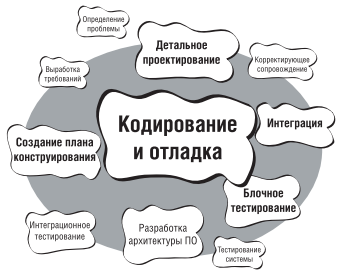 Определение
проблемы
Детальное
проектирование
Корректирующее
сопровождение
Выработка
требований
Кодирование
и отладка
Интеграция
Создание плана
конструирования
Блочное
тестирование
Интеграционное
тестирование
Разработка
архитектуры ПО
Тестирование
системы